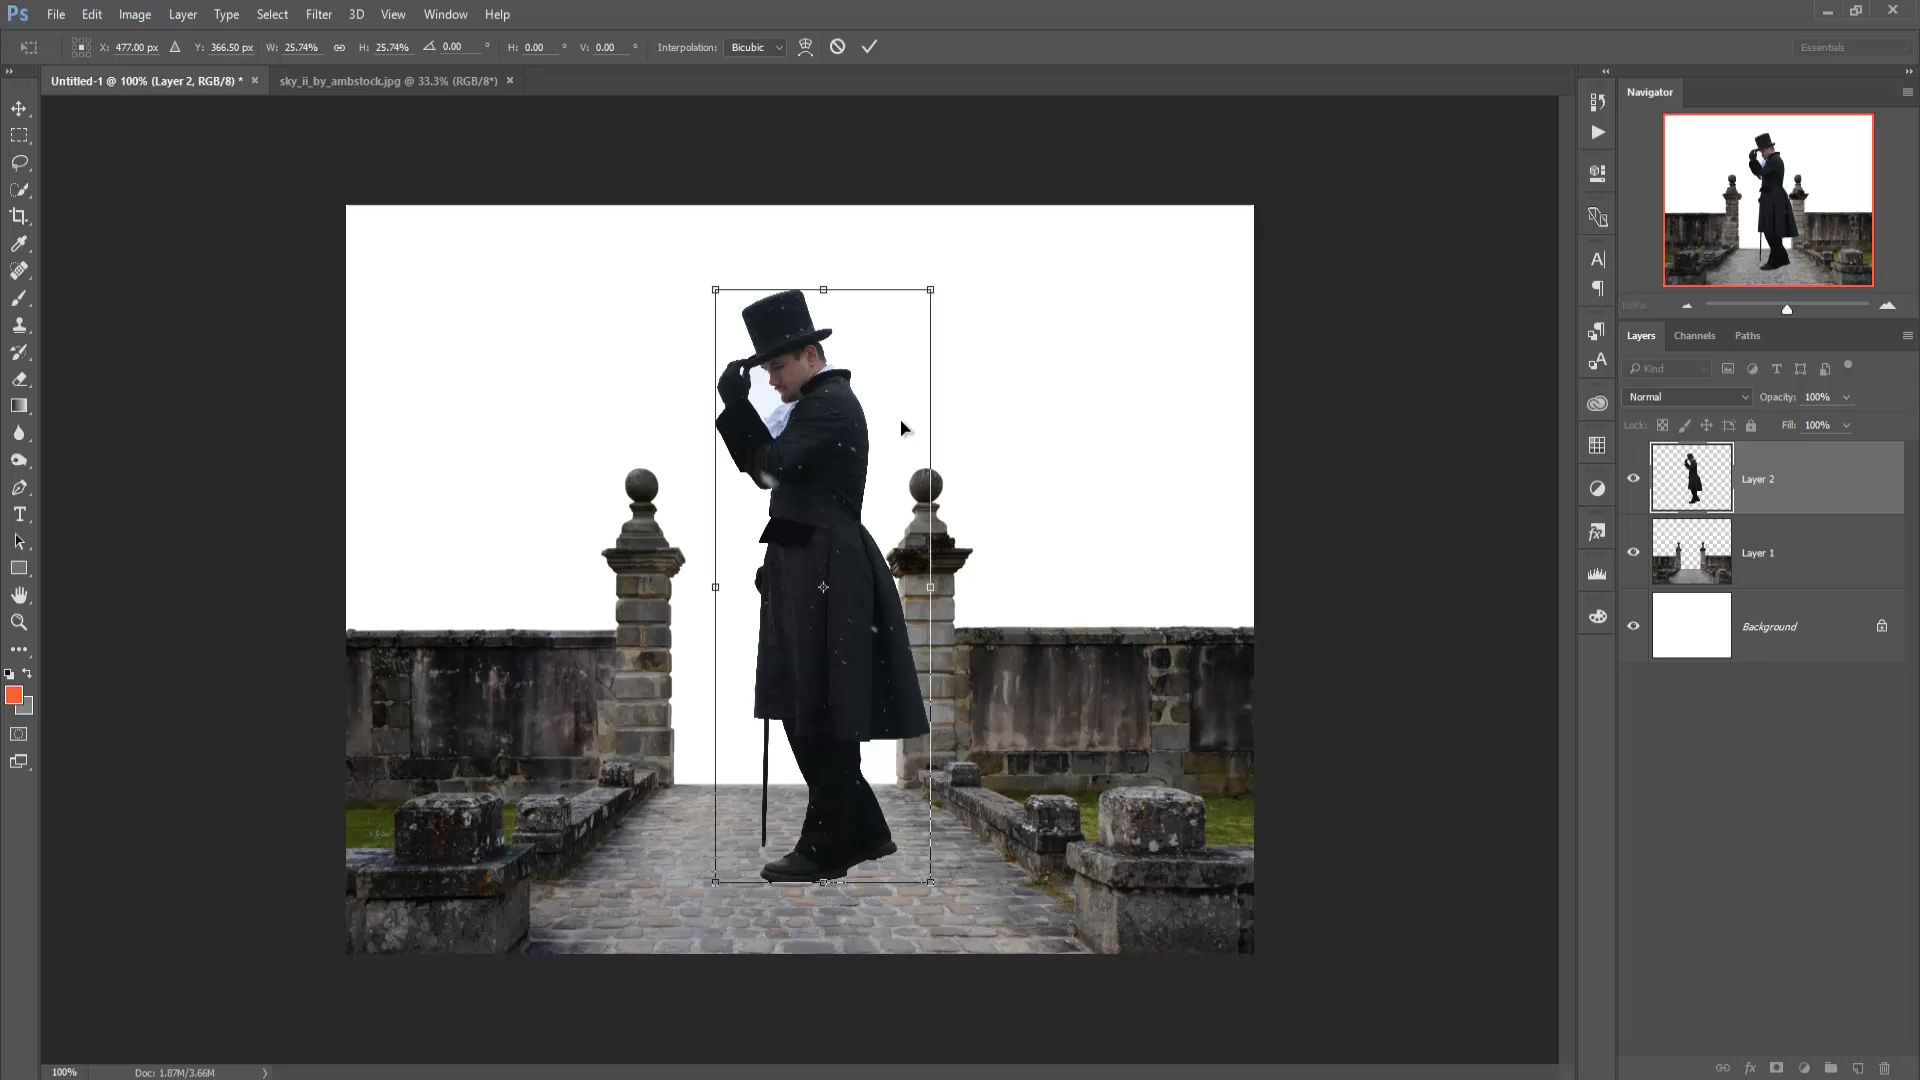 Ps File Edit Image Layer Type Select Filter 3D View Window Help
X: 477.00 px Y: 366.50 px W: 25.74% H: 25.74% 0.00 ° H: 0.00 ° V: 0.00 ° Interpolation: Bicubic Essentials
Untitled-1 @ 100% (Layer 2, RGB/8) * sky_ii_by_ambstock.jpg @ 33.3% (RGB/8*)
Navigator
Layers Channels Paths
Kind
Normal Opacity: 100%
Lock: Fill: 100%
Layer 2
Layer 1
Background
100% Doc: 1.87M/3.66M